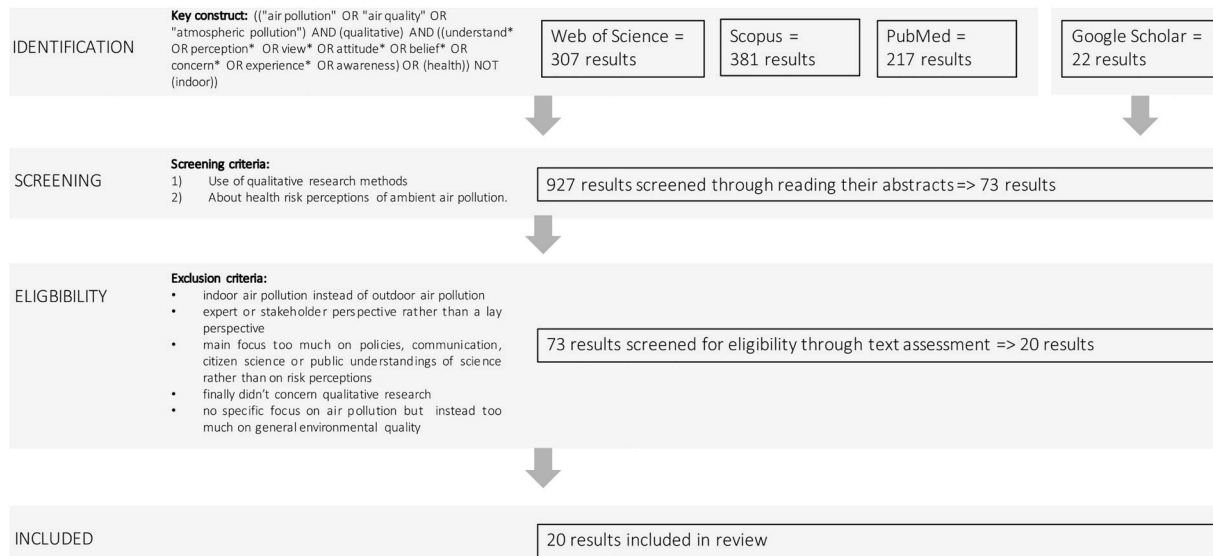 IDENTIFICATION
Key construct: (("air pollution" OR "air quality" OR
"atmospheric pollution") AND (qualitative) AND ((understand*
OR perception* OR view* OR attitude* OR belief* OR
concern* OR experience* OR awareness) OR (health)) NOT
(indoor))
Web of Science =
307 results
Scopus =
381 results
PubMed =
217 results
Google Scholar =
22 results
SCREENING
Screening criteria:
1) Use of qualitative research methods
2) About health risk perceptions of ambient air pollution.
927 results screened through reading their abstracts => 73 results
ELIGBIBILITY
Exclusion criteria:
• indoor air pollution instead of outdoor air pollution
• expert or stakeholder perspective rather than a lay
perspective
• main focus too much on policies, communication,
citizen science or public understandings of science
rather than on risk perceptions
• finally didn't concern qualitative research
• no specific focus on air pollution but instead too
much on general environmental quality
73 results screened for eligibility through text assessment => 20 results
INCLUDED
20 results included in review